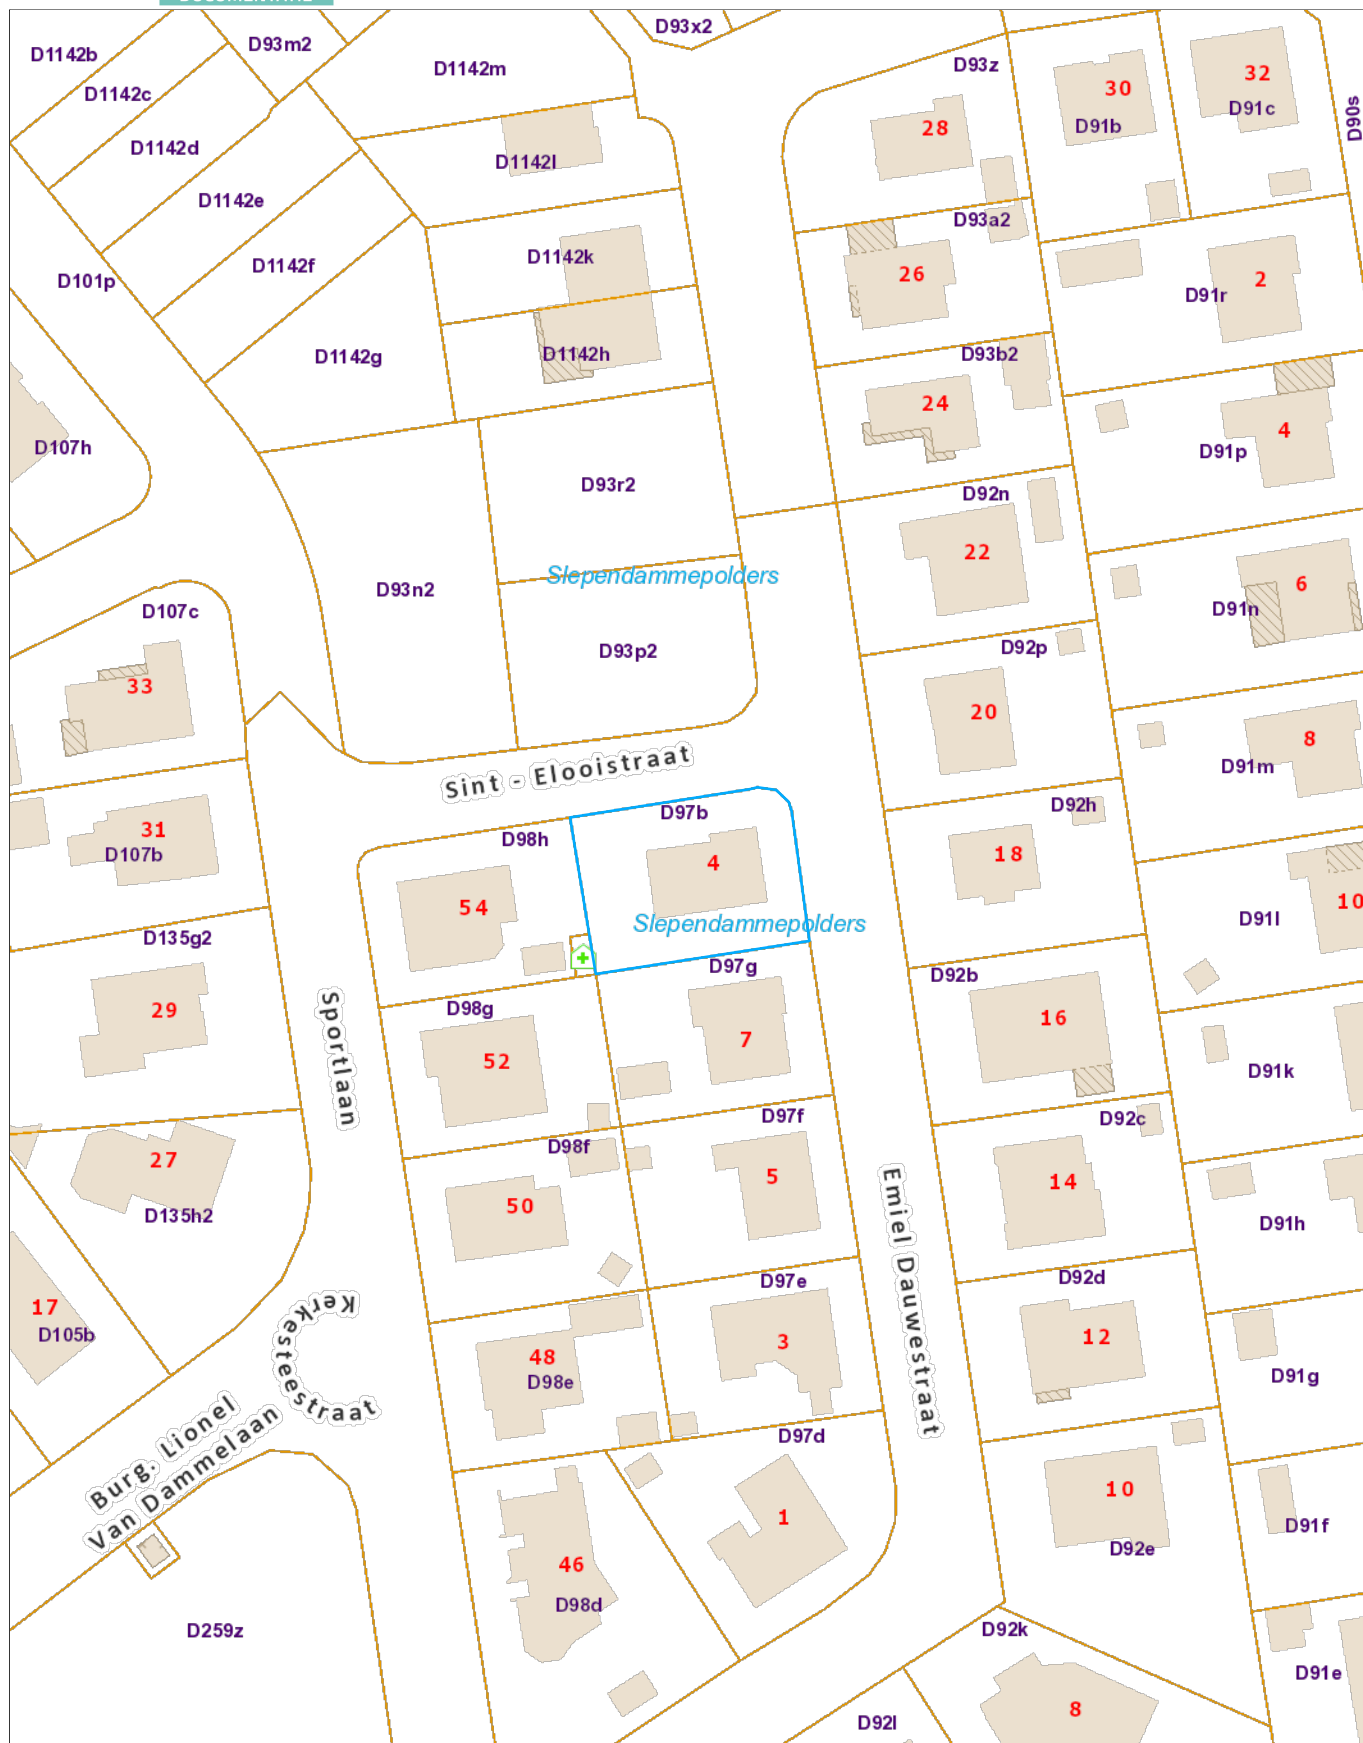 D93x2
D1142b
D93m2
D1142m
D93z
30
32
D1142c
D91b
D91c
D90s
28
D1142d
D1142l
D1142e
D93a2
D1142f
D1142k
26
D101p
D91r
2
D1142g
D1142h
D93b2
24
4
D107h
D91p
D93r2
D92n
22
Slependammepolders
D93n2
6
D107c
D91n
D93p2
D92p
33
20
Sint - Elooistraat
8
D91m
D92h
D97b
31
D107b
D98h
4
18
54
10
D91l
Slependammepolders
D135g2
D97g
D92b
29
D98g
16
Sportlaan
52
7
D91k
D97f
D92c
27
D98f
5
14
D135h2
50
D91h
Emiel Dauwestraat
D97e
D92d
17
D105b
Kerkesteestraat
48
D98e
3
12
D91g
Burg. Lionel
Van Dammelaan
D97d
10
1
D91f
D92e
46
D98d
D259z
D92k
D91e
8
D92l